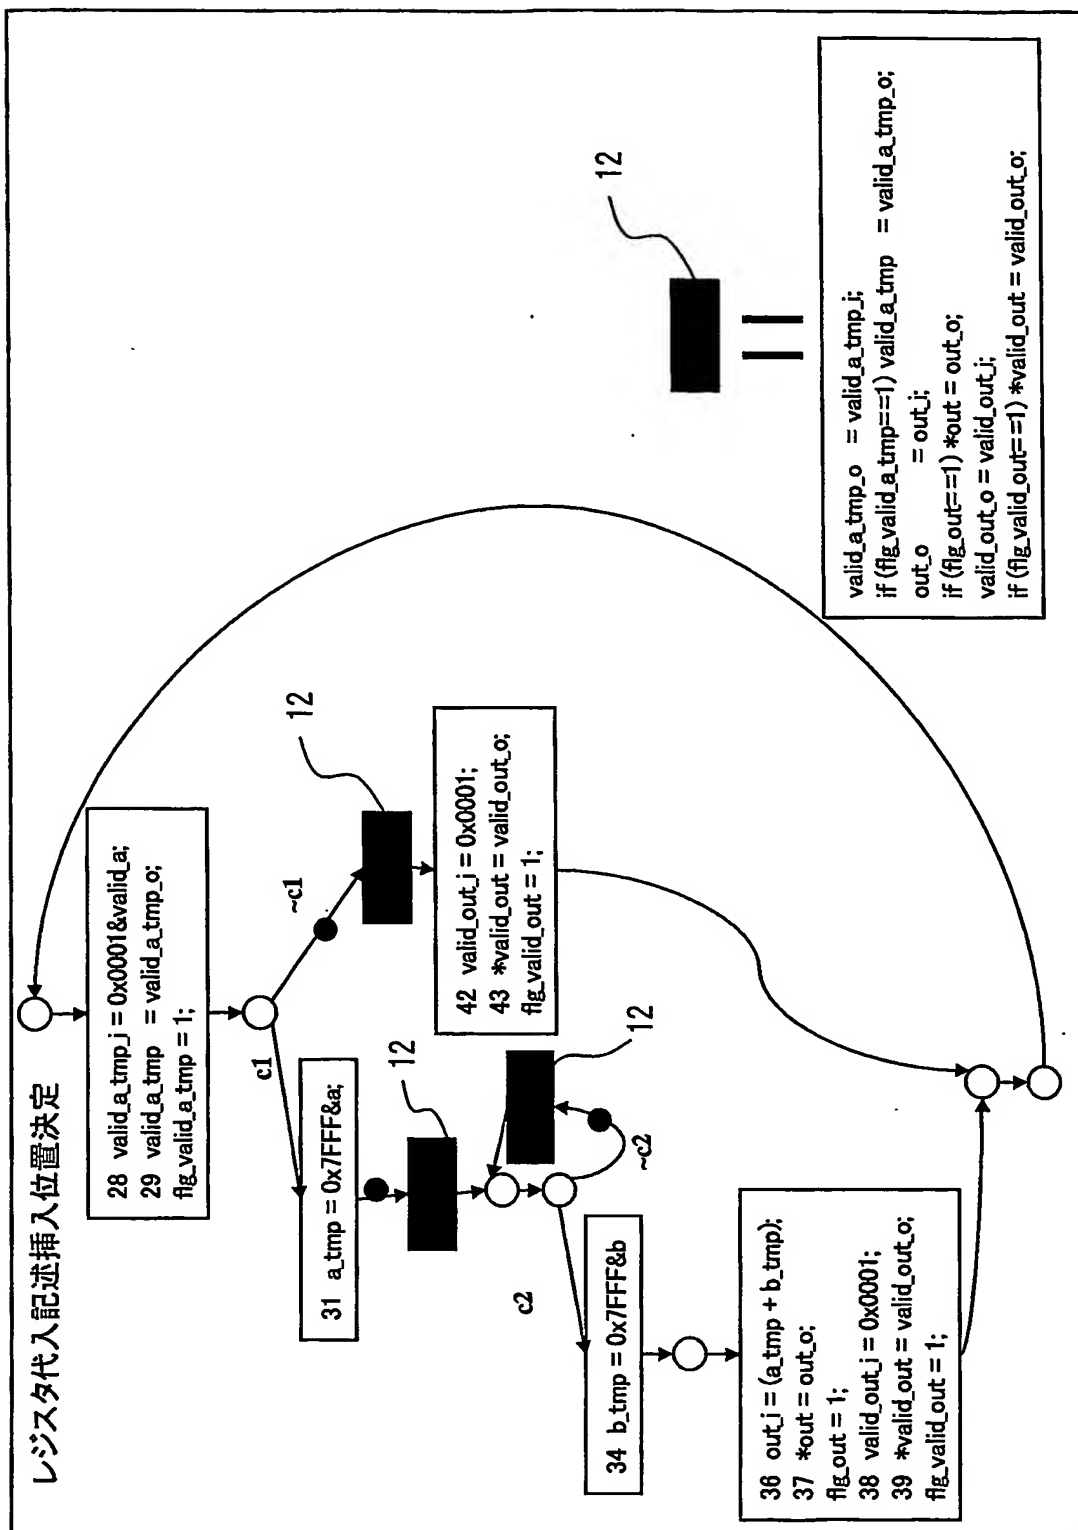 レジスタ代入記述挿入位置決定
28 valid_a_tmp_i = 0x0001&valid_a;
29 valid_a_tmp = valid_a_tmp_o;
flg_valid_a_tmp = 1;
c1
~c1
12
31 a_tmp = 0x7FFF&a;
12
42 valid_out_i = 0x0001;
43 *valid_out = valid_out_o;
flg_valid_out = 1;
12
c2
~c2
34 b_tmp = 0x7FFF&b
36 out_i = (a_tmp + b_tmp);
37 *out = out_o;
flg_out = 1;
38 valid_out_i = 0x0001;
39 *valid_out = valid_out_o;
flg_valid_out = 1;
12
=
valid_a_tmp_o = valid_a_tmp_i;
if (flg_valid_a_tmp==1) valid_a_tmp = valid_a_tmp_o;
out_o = out_i;
if (flg_out==1) *out = out_o;
valid_out_o = valid_out_i;
if (flg_valid_out==1) *valid_out = valid_out_o;